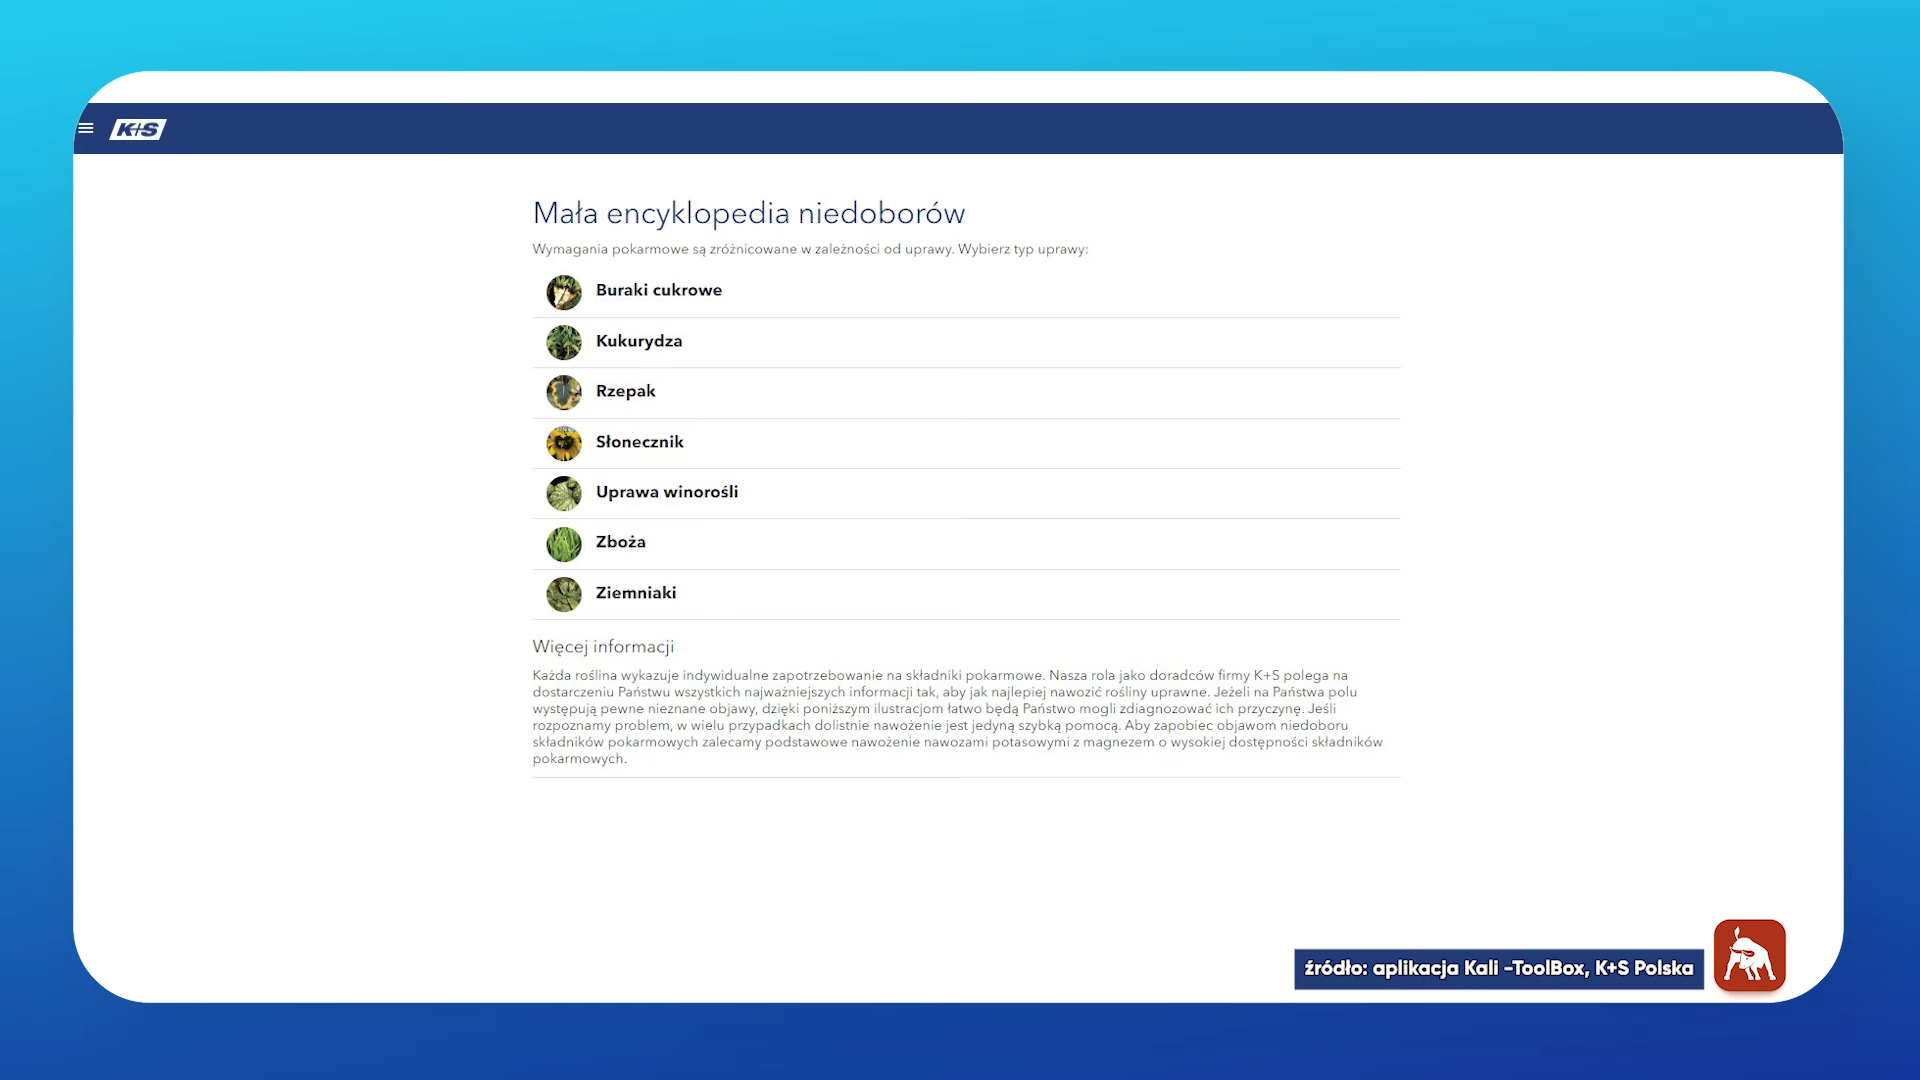 K+S
Mała encyklopedia niedoborów
Wymagania pokarmowe są zróżnicowane w zależności od uprawy. Wybierz typ uprawy:
Buraki cukrowe
Kukurydza
Rzepak
Słonecznik
Uprawa winorośli
Zboża
Ziemniaki
Więcej informacji
Każda roślina wykazuje indywidualne zapotrzebowanie na składniki pokarmowe. Nasza rola jako doradców firmy K+S polega na
dostarczeniu Państwu wszystkich najważniejszych informacji tak, aby jak najlepiej nawozić rośliny uprawne. Jeżeli na Państwa polu
występują pewne nieznane objawy, dzięki poniższym ilustracjom łatwo będą Państwo mogli zdiagnozować ich przyczynę. Jeśli
rozpoznamy problem, w wielu przypadkach dolistnie nawożenie jest jedyną szybką pomocą. Aby zapobiec objawom niedoboru
składników pokarmowych zalecamy podstawowe nawożenie nawozami potasowymi z magnezem o wysokiej dostępności składników
pokarmowych.
źródło: aplikacja Kali -ToolBox, K+S Polska